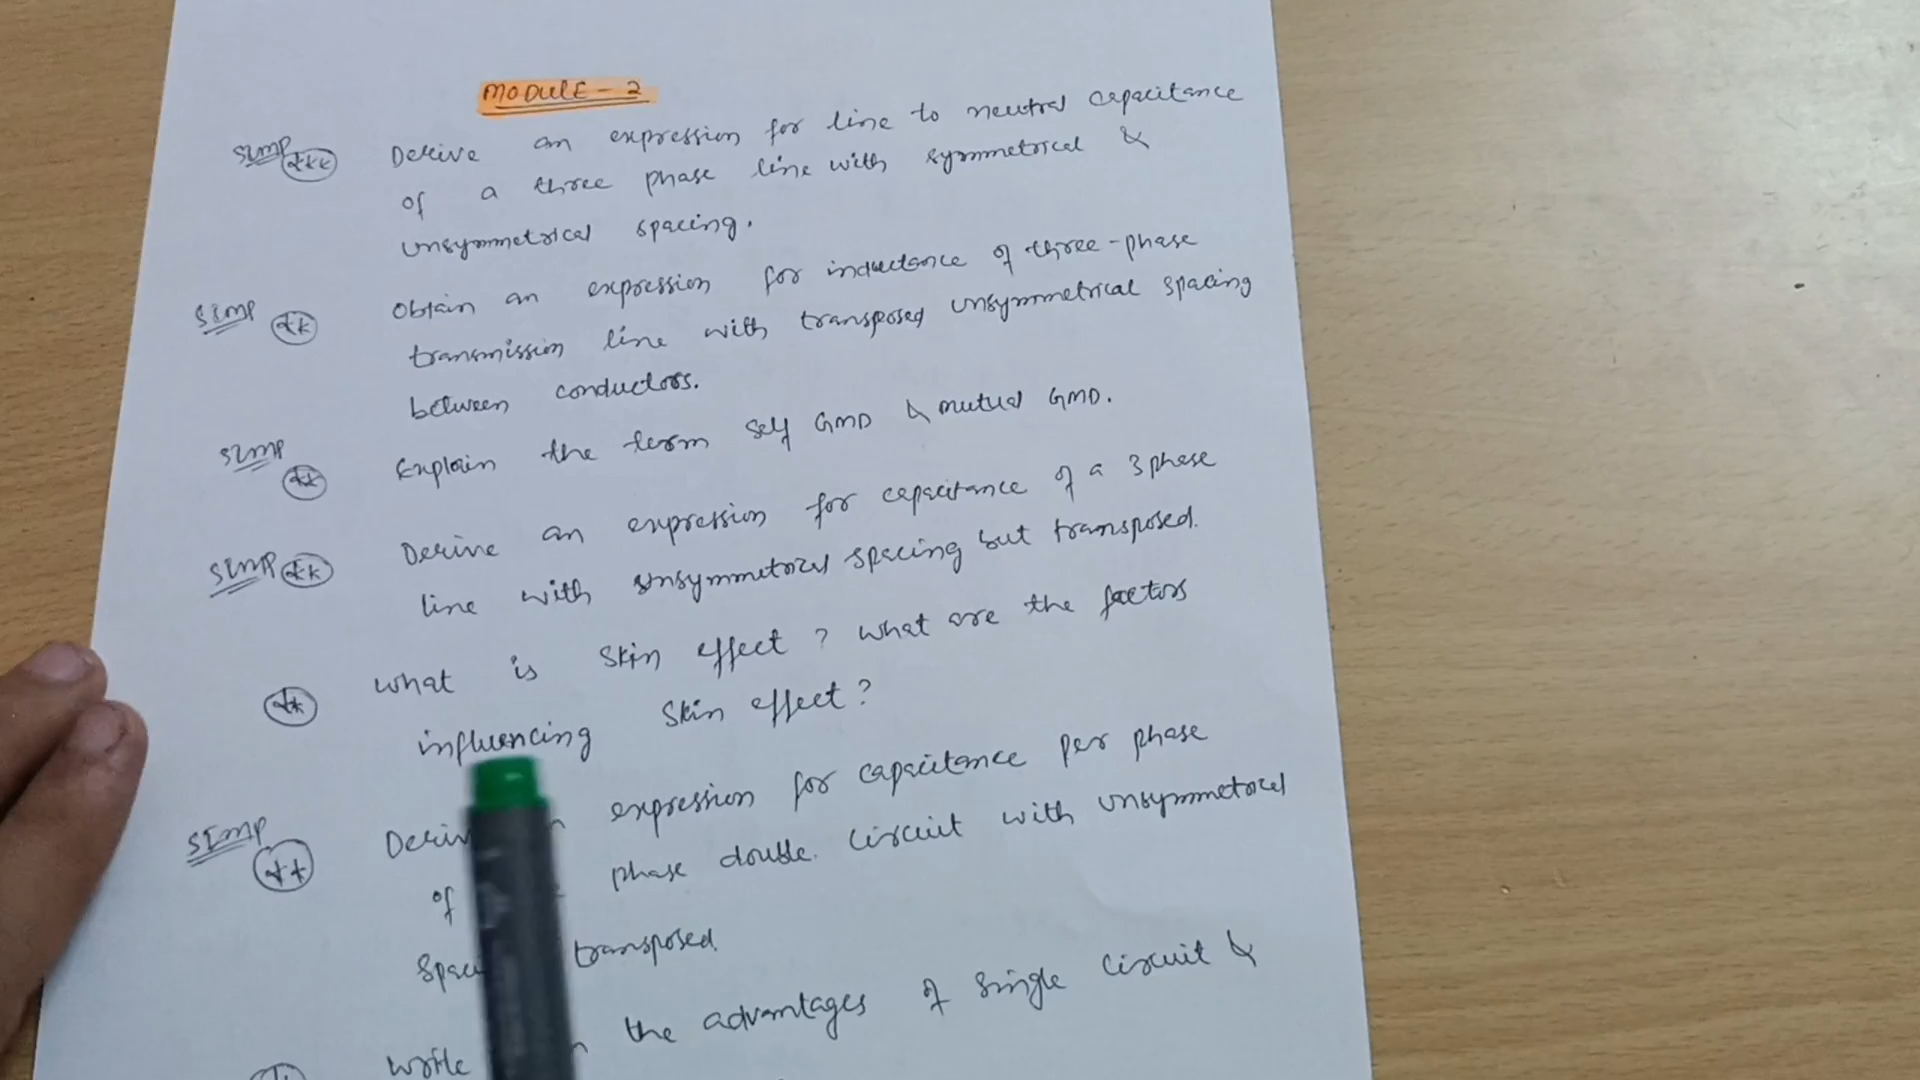 MODULE - 2
SIMP Derive an expression for line to neutral capacitance
of a three phase line with symmetrical &
unsymmetrical spacing.
SIMP Obtain an expression for inductance of three-phase
transmission line with transposed unsymmetrical spacing
between conductors.
SIMP Explain the term self GMD & mutual GMD.
SIMP Derive an expression for capacitance of a 3 phase
line with unsymmetrical spacing but transposed.
What is skin effect? What are the factors
influencing skin effect?
SIMP expression for capacitance per phase
of phase double circuit with unsymmetrical
transposed.
Write the advantages of single circuit &